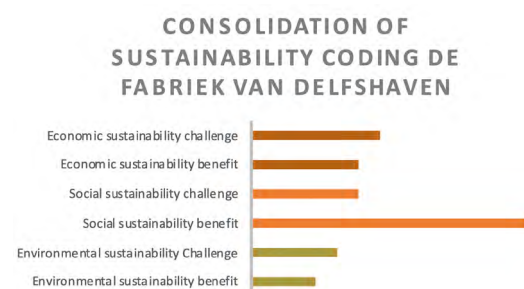 CONSOLIDATION OF
SUSTAINABILITY CODING DE
FABRIEK VAN DELFSHAVEN
Economic sustainability challenge
Economic sustainability benefit
Social sustainability challenge
Social sustainability benefit
Environmental sustainability Challenge
Environmental sustainability benefit